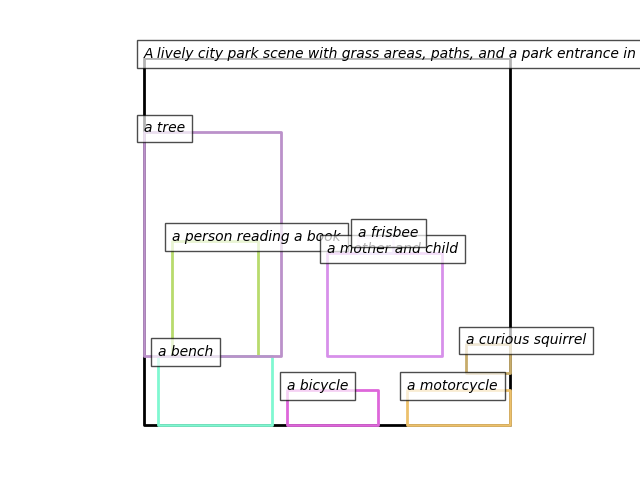 A lively city park scene with grass areas, paths, and a park entrance in
a tree
a person reading a book
a frisbee
a mother and child
a curious squirrel
a bench
a bicycle
a motorcycle